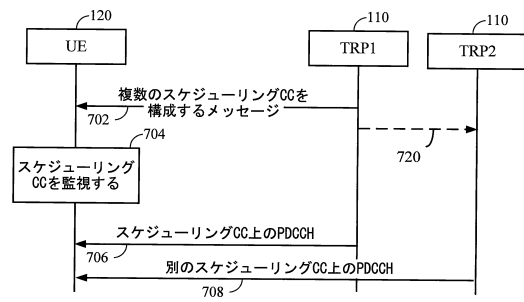 120
110
110
UE
TRP1
TRP2
複数のスケジューリングCCを
構成するメッセージ
702
704
720
スケジューリング
CCを監視する
スケジューリングCC上のPDCCH
706
別のスケジューリングCC上のPDCCH
708